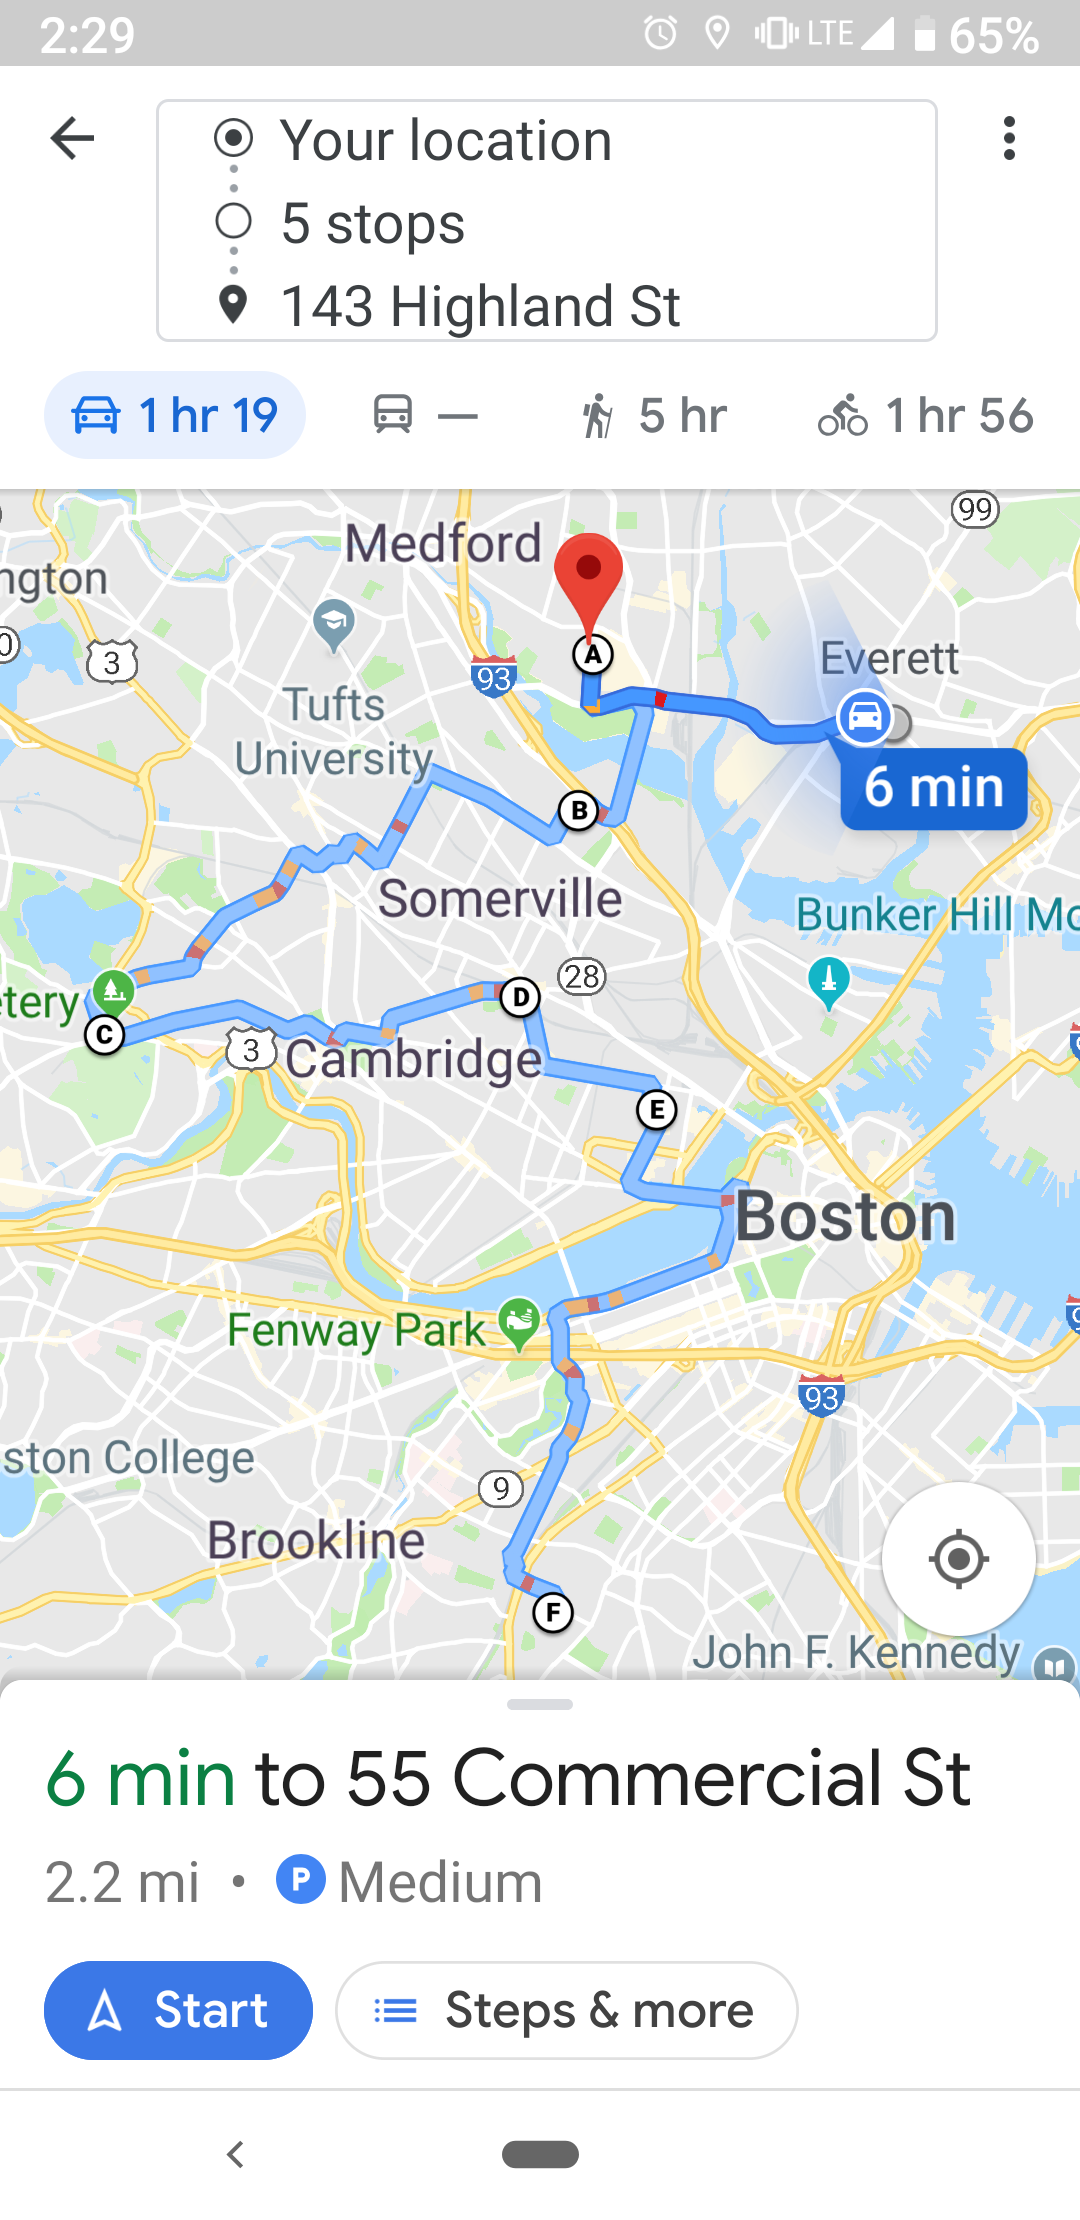 2:29 LTE 65%
Your location
5 stops
143 Highland St
1 hr 19 — 5 hr 1 hr 56
99
Medford
ngton
0
3
A
93
Everett
Tufts
University
6 min
B
Somerville
Bunker Hill Mo
28
tery
D
C
3
Cambridge
E
Boston
Fenway Park
93
ston College
9
Brookline
F
John F. Kennedy
6 min to 55 Commercial St
2.2 mi • P Medium
Start Steps & more